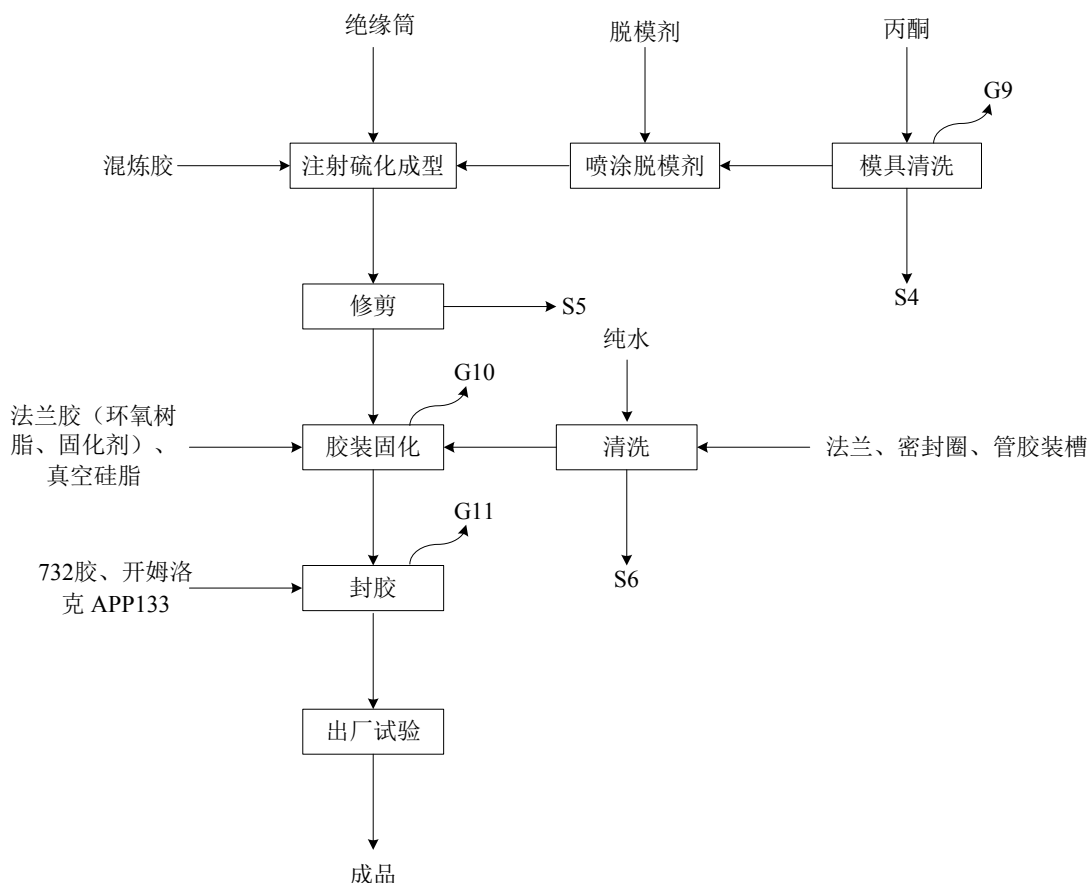 绝缘筒
脱模剂
丙酮
G9
混炼胶
注射硫化成型
喷涂脱模剂
模具清洗
S4
修剪
S5
纯水
G10
法兰胶（环氧树
脂、固化剂）、
真空硅脂
胶装固化
清洗
法兰、密封圈、管胶装槽
G11
S6
732胶、开姆洛
克 APP133
封胶
出厂试验
成品